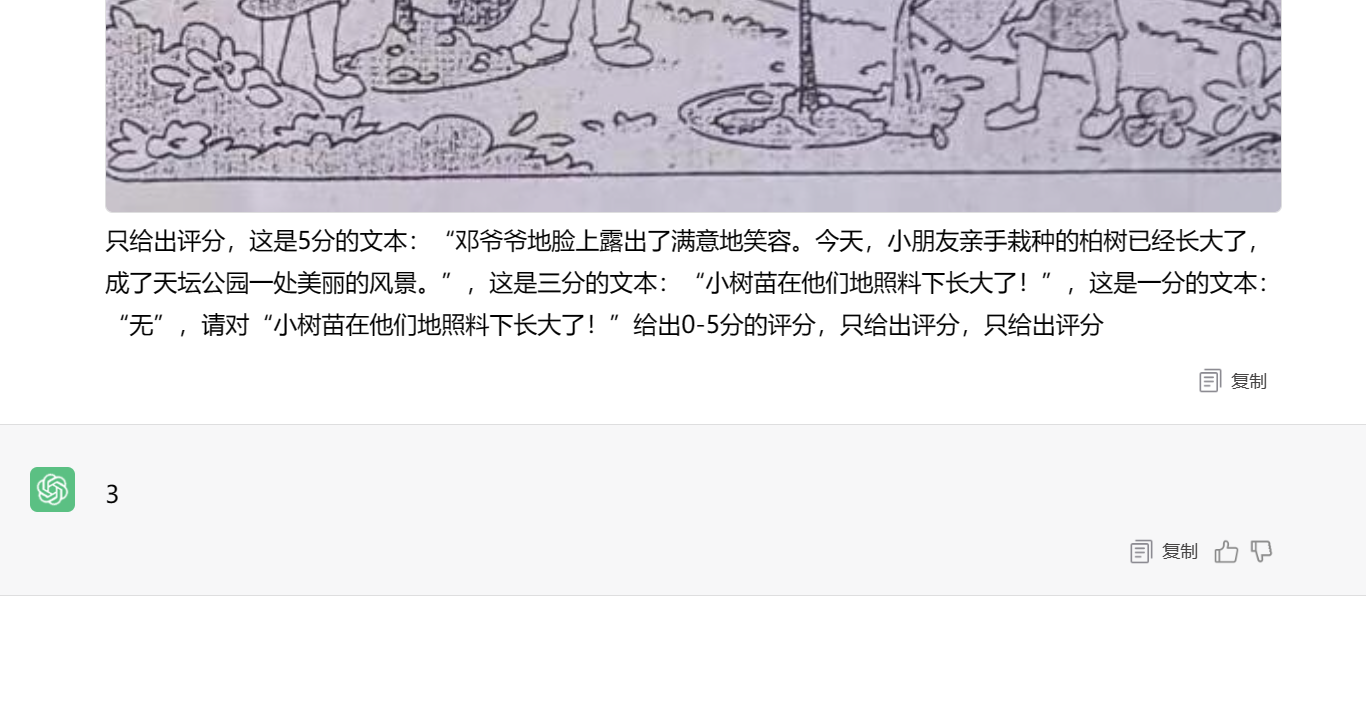 只给出评分，这是5分的文本：“邓爷爷地脸上露出了满意地笑容。今天，小朋友亲手栽种的柏树已经长大了，
成了天坛公园一处美丽的风景。”，这是三分的文本：“小树苗在他们地照料下长大了！”，这是一分的文本：
“无”，请对“小树苗在他们地照料下长大了！”给出0-5分的评分，只给出评分，只给出评分
复制
3
复制